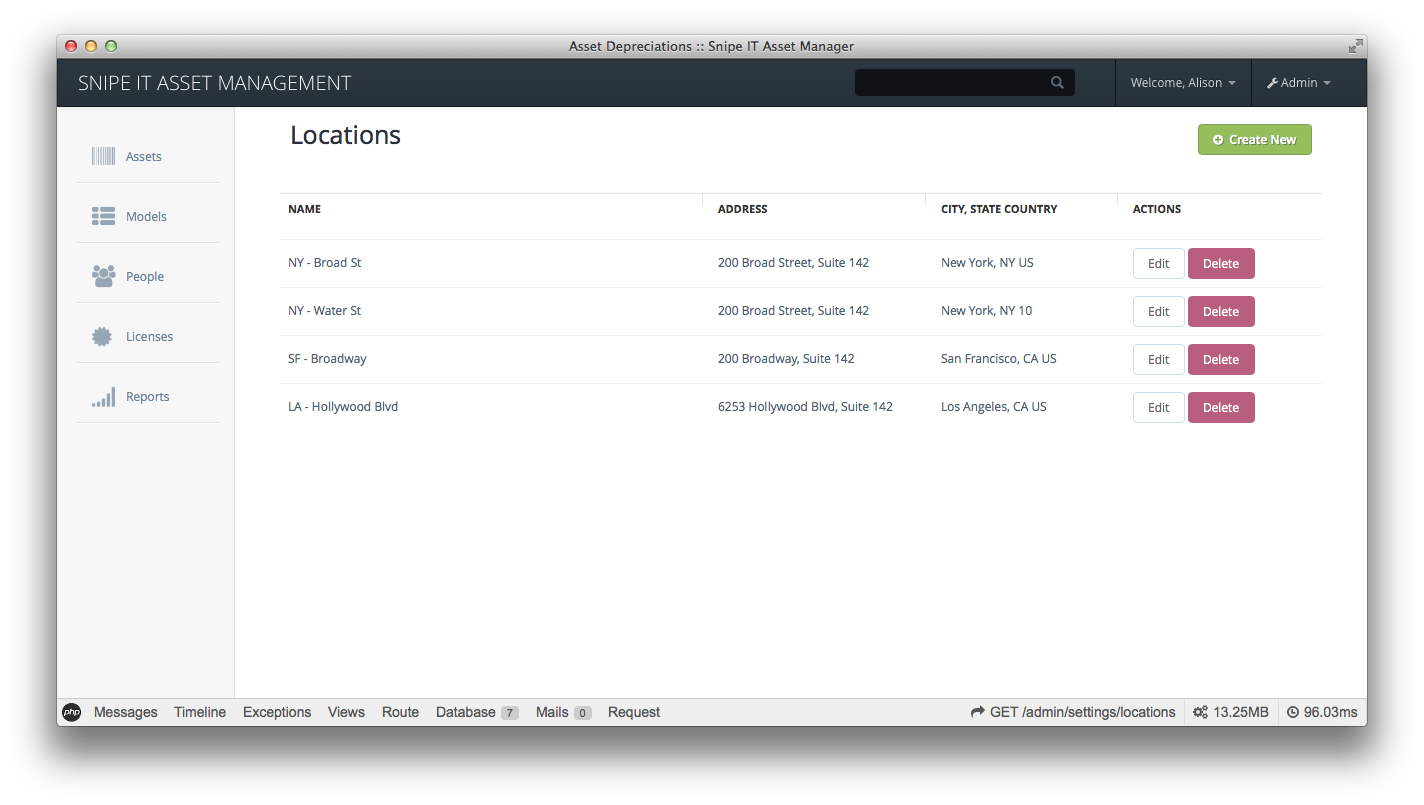 Asset Depreciations :: Snipe IT Asset Manager
SNIPE IT ASSET MANAGEMENT
Welcome, Alison
Admin
Assets
Models
People
Licenses
Reports
Locations
Create New
NAME ADDRESS CITY, STATE COUNTRY ACTIONS
NY - Broad St 200 Broad Street, Suite 142 New York, NY US Edit Delete
NY - Water St 200 Broad Street, Suite 142 New York, NY 10 Edit Delete
SF - Broadway 200 Broadway, Suite 142 San Francisco, CA US Edit Delete
LA - Hollywood Blvd 6253 Hollywood Blvd, Suite 142 Los Angeles, CA US Edit Delete
php Messages Timeline Exceptions Views Route Database 7 Mails 0 Request GET /admin/settings/locations 13.25MB 96.03ms